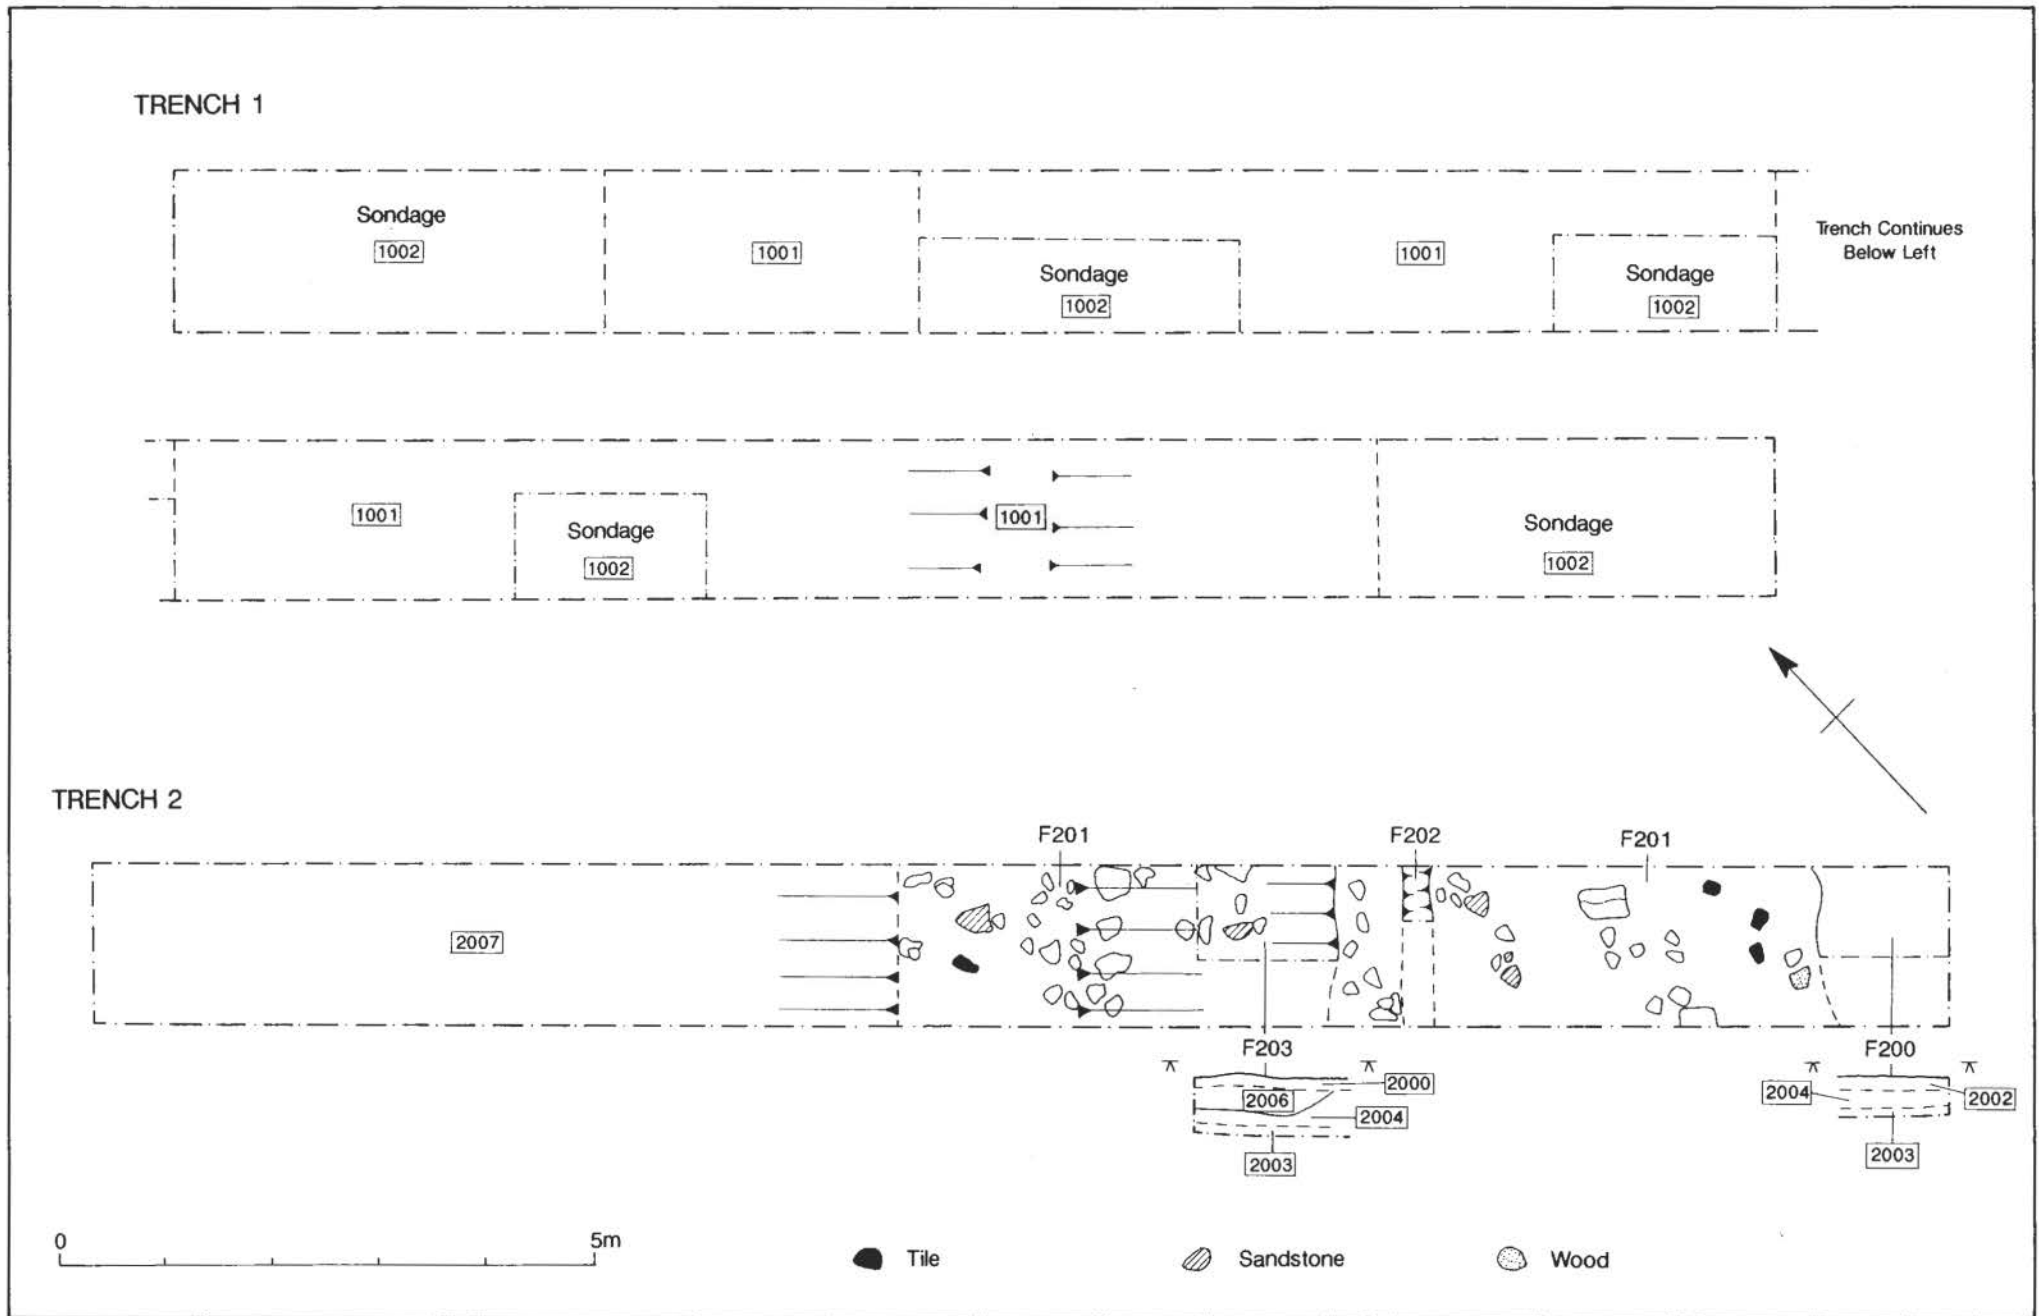 TRENCH 1
Sondage
1002
1001
Sondage
1002
1001
Sondage
1002
Trench Continues
Below Left
1001
Sondage
1002
1001
Sondage
1002
TRENCH 2
F201
F202
F201
2007
F203
F200
2000
2006
2004
2003
2004
2002
2003
0
5m
Tile
Sandstone
Wood